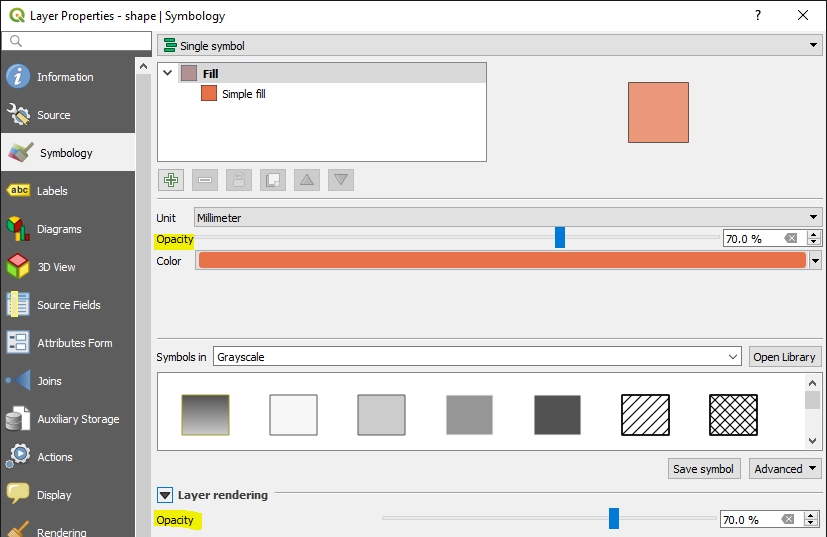 Layer Properties - shape | Symbology
?
Single symbol
Information
Source
Symbology
abc Labels
Diagrams
3D View
Source Fields
Attributes Form
Joins
Auxiliary Storage
Actions
Display
Rendering
Fill
Simple fill
Unit Millimeter
Opacity 70.0 %
Color
Symbols in Grayscale Open Library
Save symbol Advanced
Layer rendering
Opacity 70.0 %